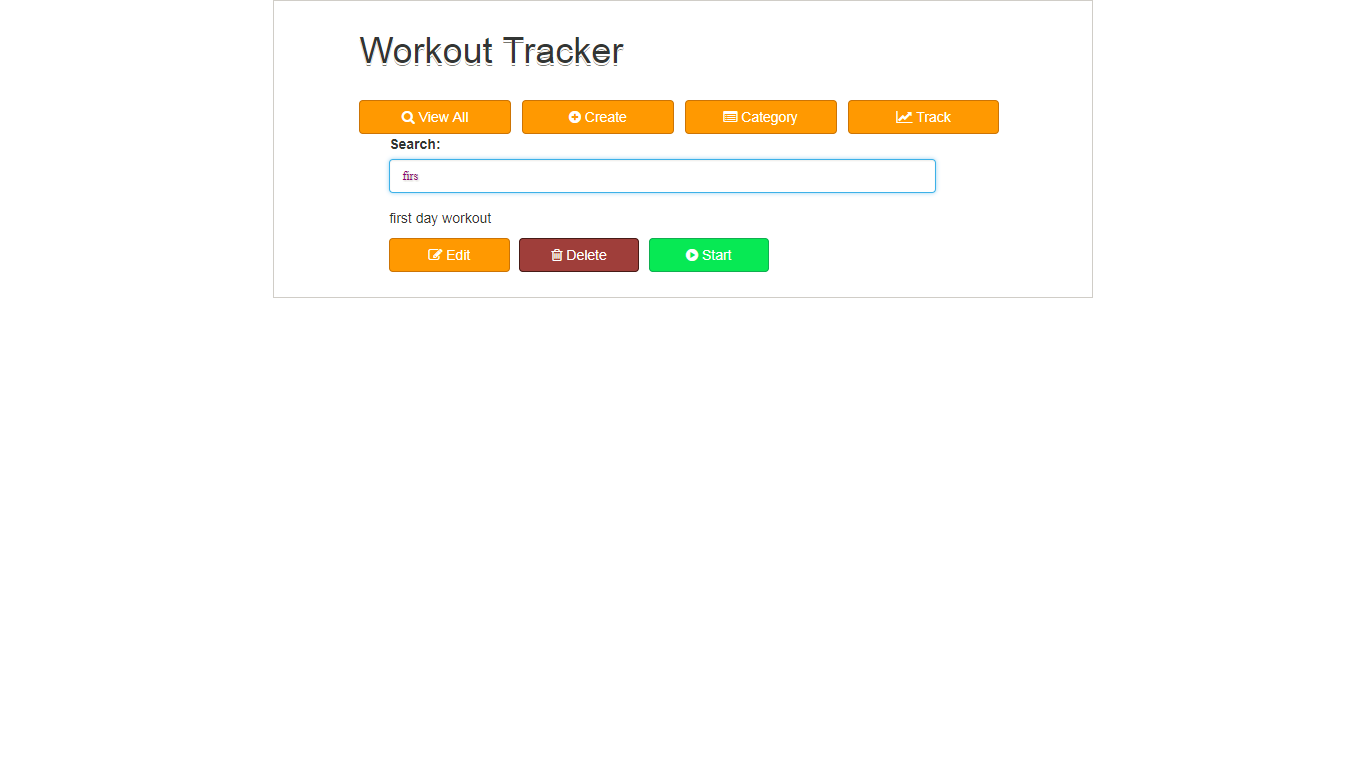 Workout Tracker
View All Create Category Track
Search:
firs
first day workout
Edit Delete Start